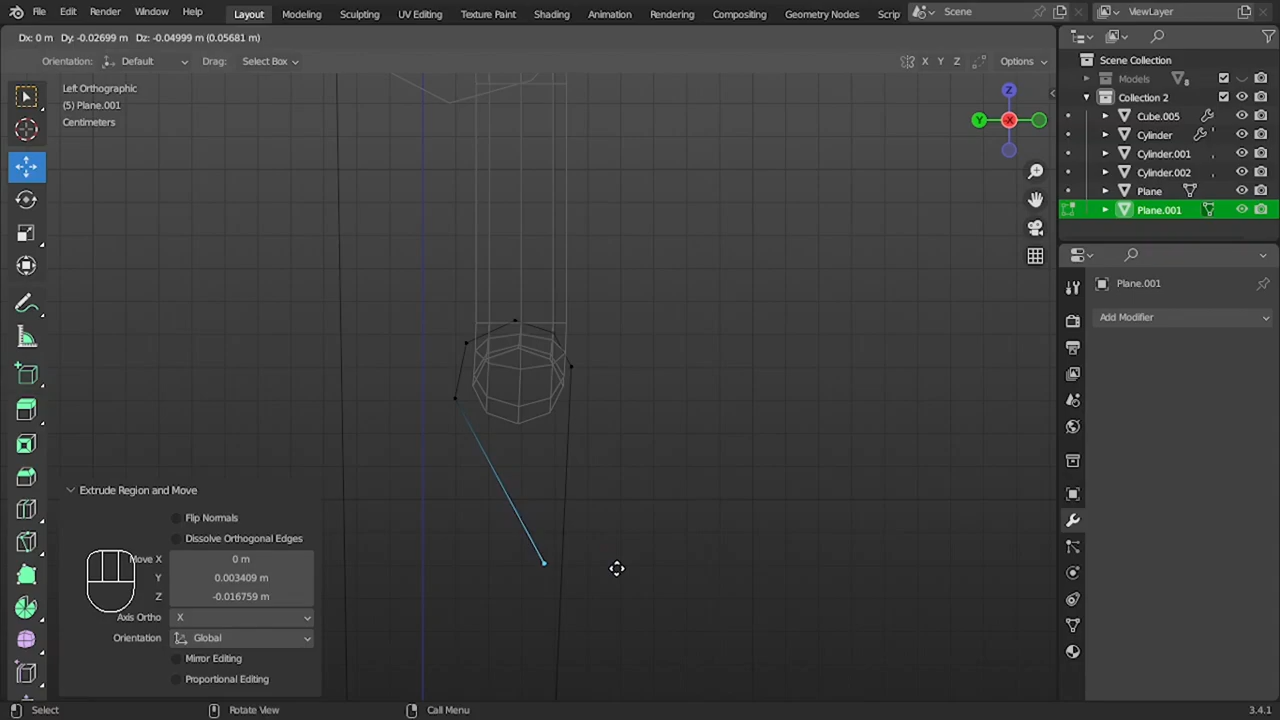 File Edit Render Window Help Layout Modeling Sculpting UV Editing Texture Paint Shading Animation Rendering Compositing Geometry Nodes Scrip Scene ViewLayer
Dx: 0 m Dy: -0.02699 m Dz: -0.04999 m (0.05681 m)
Orientation: Default Drag: Select Box X Y Z Options
Left Orthographic
(5) Plane.001
Centimeters
Z
Y X
Scene Collection
Models 8
Collection 2
Cube.005
Cylinder
Cylinder.001
Cylinder.002
Plane
Plane.001
Plane.001
Add Modifier
Extrude Region and Move
Flip Normals
Dissolve Orthogonal Edges
Move X 0 m
Y 0.003409 m
Z -0.016759 m
Axis Ortho X
Orientation Global
Mirror Editing
Proportional Editing
Select Rotate View Call Menu 3.4.1